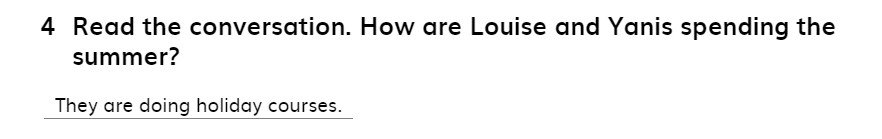 4 Read the conversation. How are Louise and Yanis spending the
summer?
They are doing holiday courses.